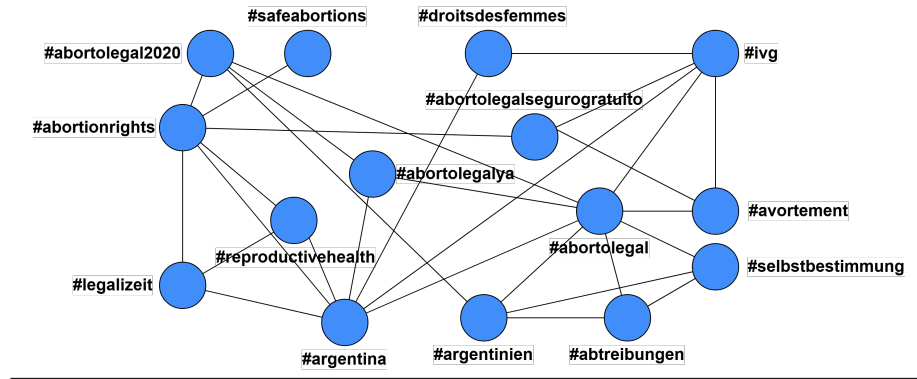 #safeabortions
#droitsdesfemmes
#abortolegal2020
#ivg
#abortolegalsegurogratuito
#abortionrights
#abortolegalya
#avortement
#abortolegal
#reproductivehealth
#selbstbestimmung
#legalizeit
#argentina
#argentinien
#abtreibungen